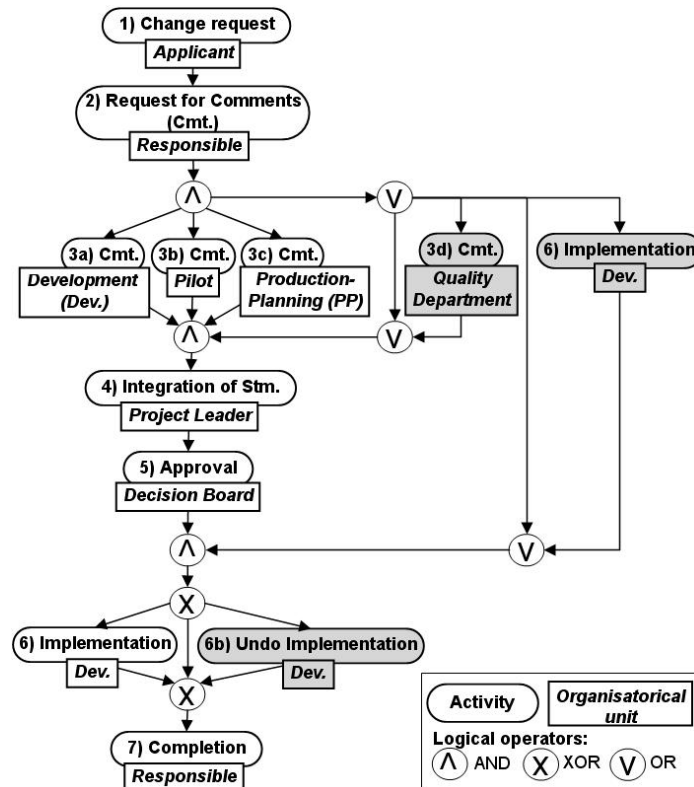 1) Change request
Applicant
2) Request for Comments
(Cmt.)
Responsible
Λ
V
3a) Cmt.
3b) Cmt.
3c) Cmt.
3d) Cmt.
6) Implementation
Development
(Dev.)
Pilot
Production-
Planning (PP)
Quality
Department
Dev.
Λ
V
4) Integration of Stm.
Project Leader
5) Approval
Decision Board
Λ
V
X
6) Implementation
6b) Undo Implementation
Dev.
Dev.
X
7) Completion
Responsible
Activity
Organisatorical
unit
Logical operators:
Λ AND X XOR V OR